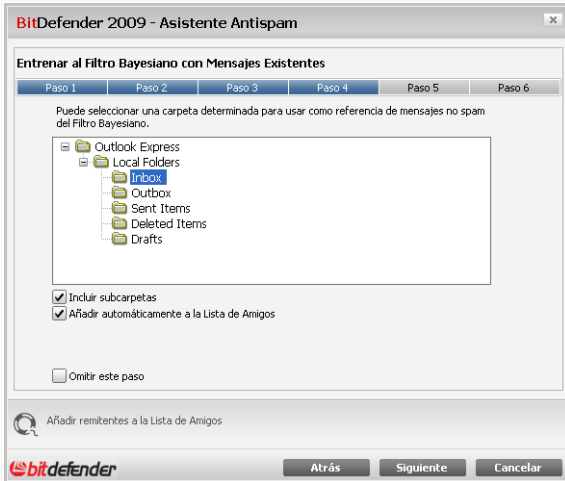 BitDefender 2009 - Asistente Antispam
Entrenar al Filtro Bayesiano con Mensajes Existentes
Paso 1 Paso 2 Paso 3 Paso 4 Paso 5 Paso 6
Puede seleccionar una carpeta determinada para usar como referencia de mensajes no spam
del Filtro Bayesiano.
Outlook Express
Local Folders
Inbox
Outbox
Sent Items
Deleted Items
Drafts
Incluir subcarpetas
Añadir automáticamente a la Lista de Amigos
Omitir este paso
Añadir remitentes a la Lista de Amigos
bitdefender Atrás Siguiente Cancelar